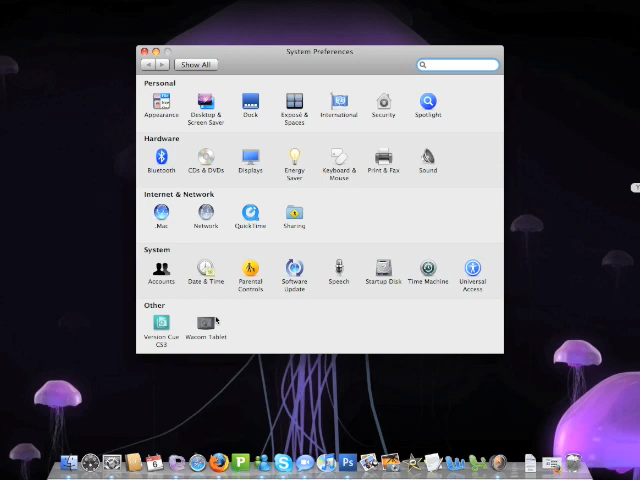 System Preferences
Show All
Personal
Appearance
Desktop &
Screen Saver
Dock
Exposé &
Spaces
International
Security
Spotlight
Hardware
Bluetooth
CDs & DVDs
Displays
Energy
Saver
Keyboard &
Mouse
Print & Fax
Sound
Internet & Network
.Mac
Network
QuickTime
Sharing
System
Accounts
Date & Time
Parental
Controls
Software
Update
Speech
Startup Disk
Time Machine
Universal
Access
Other
Version Cue
CS3
Wacom Tablet
6
P
S
Ps